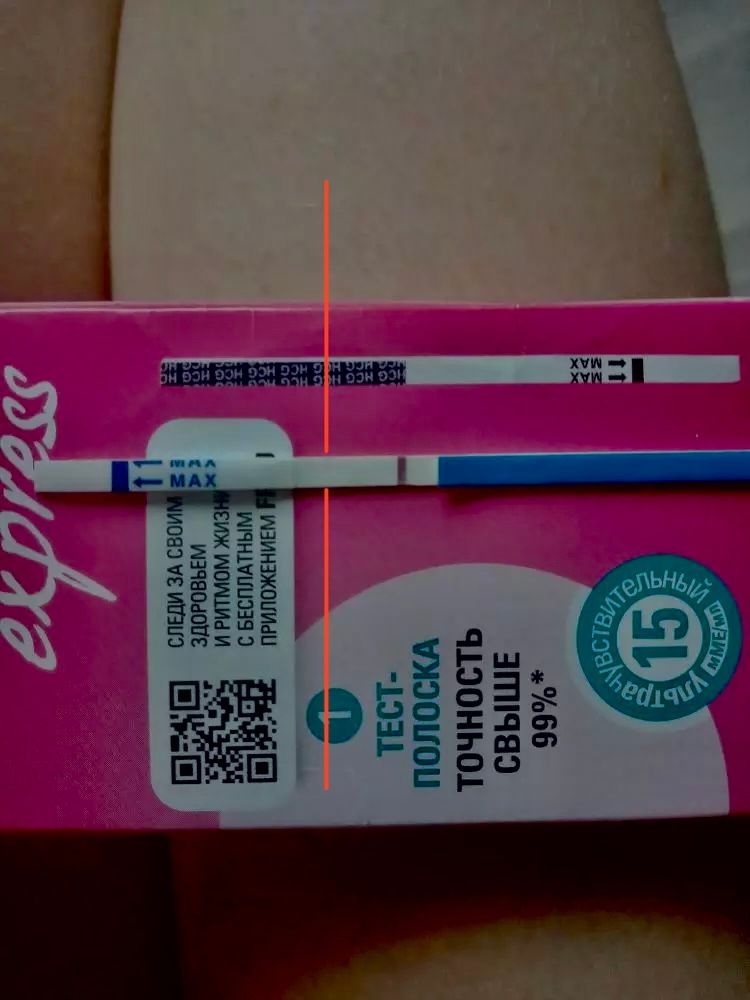 express
HCG HCG HCG HCG HCG HCG HCG
MAX
MAX
MAX
MAX
СЛЕДИ ЗА СВОИМ
ЗДОРОВЬЕМ
И РИТМОМ ЖИЗНИ
С БЕСПЛАТНЫМ
ПРИЛОЖЕНИЕМ
1
ТЕСТ-
ПОЛОСКА
ТОЧНОСТЬ
СВЫШЕ
99%*
ультраЧУВСТВИТЕЛЬНЫЙ
15
мМЕ/мл